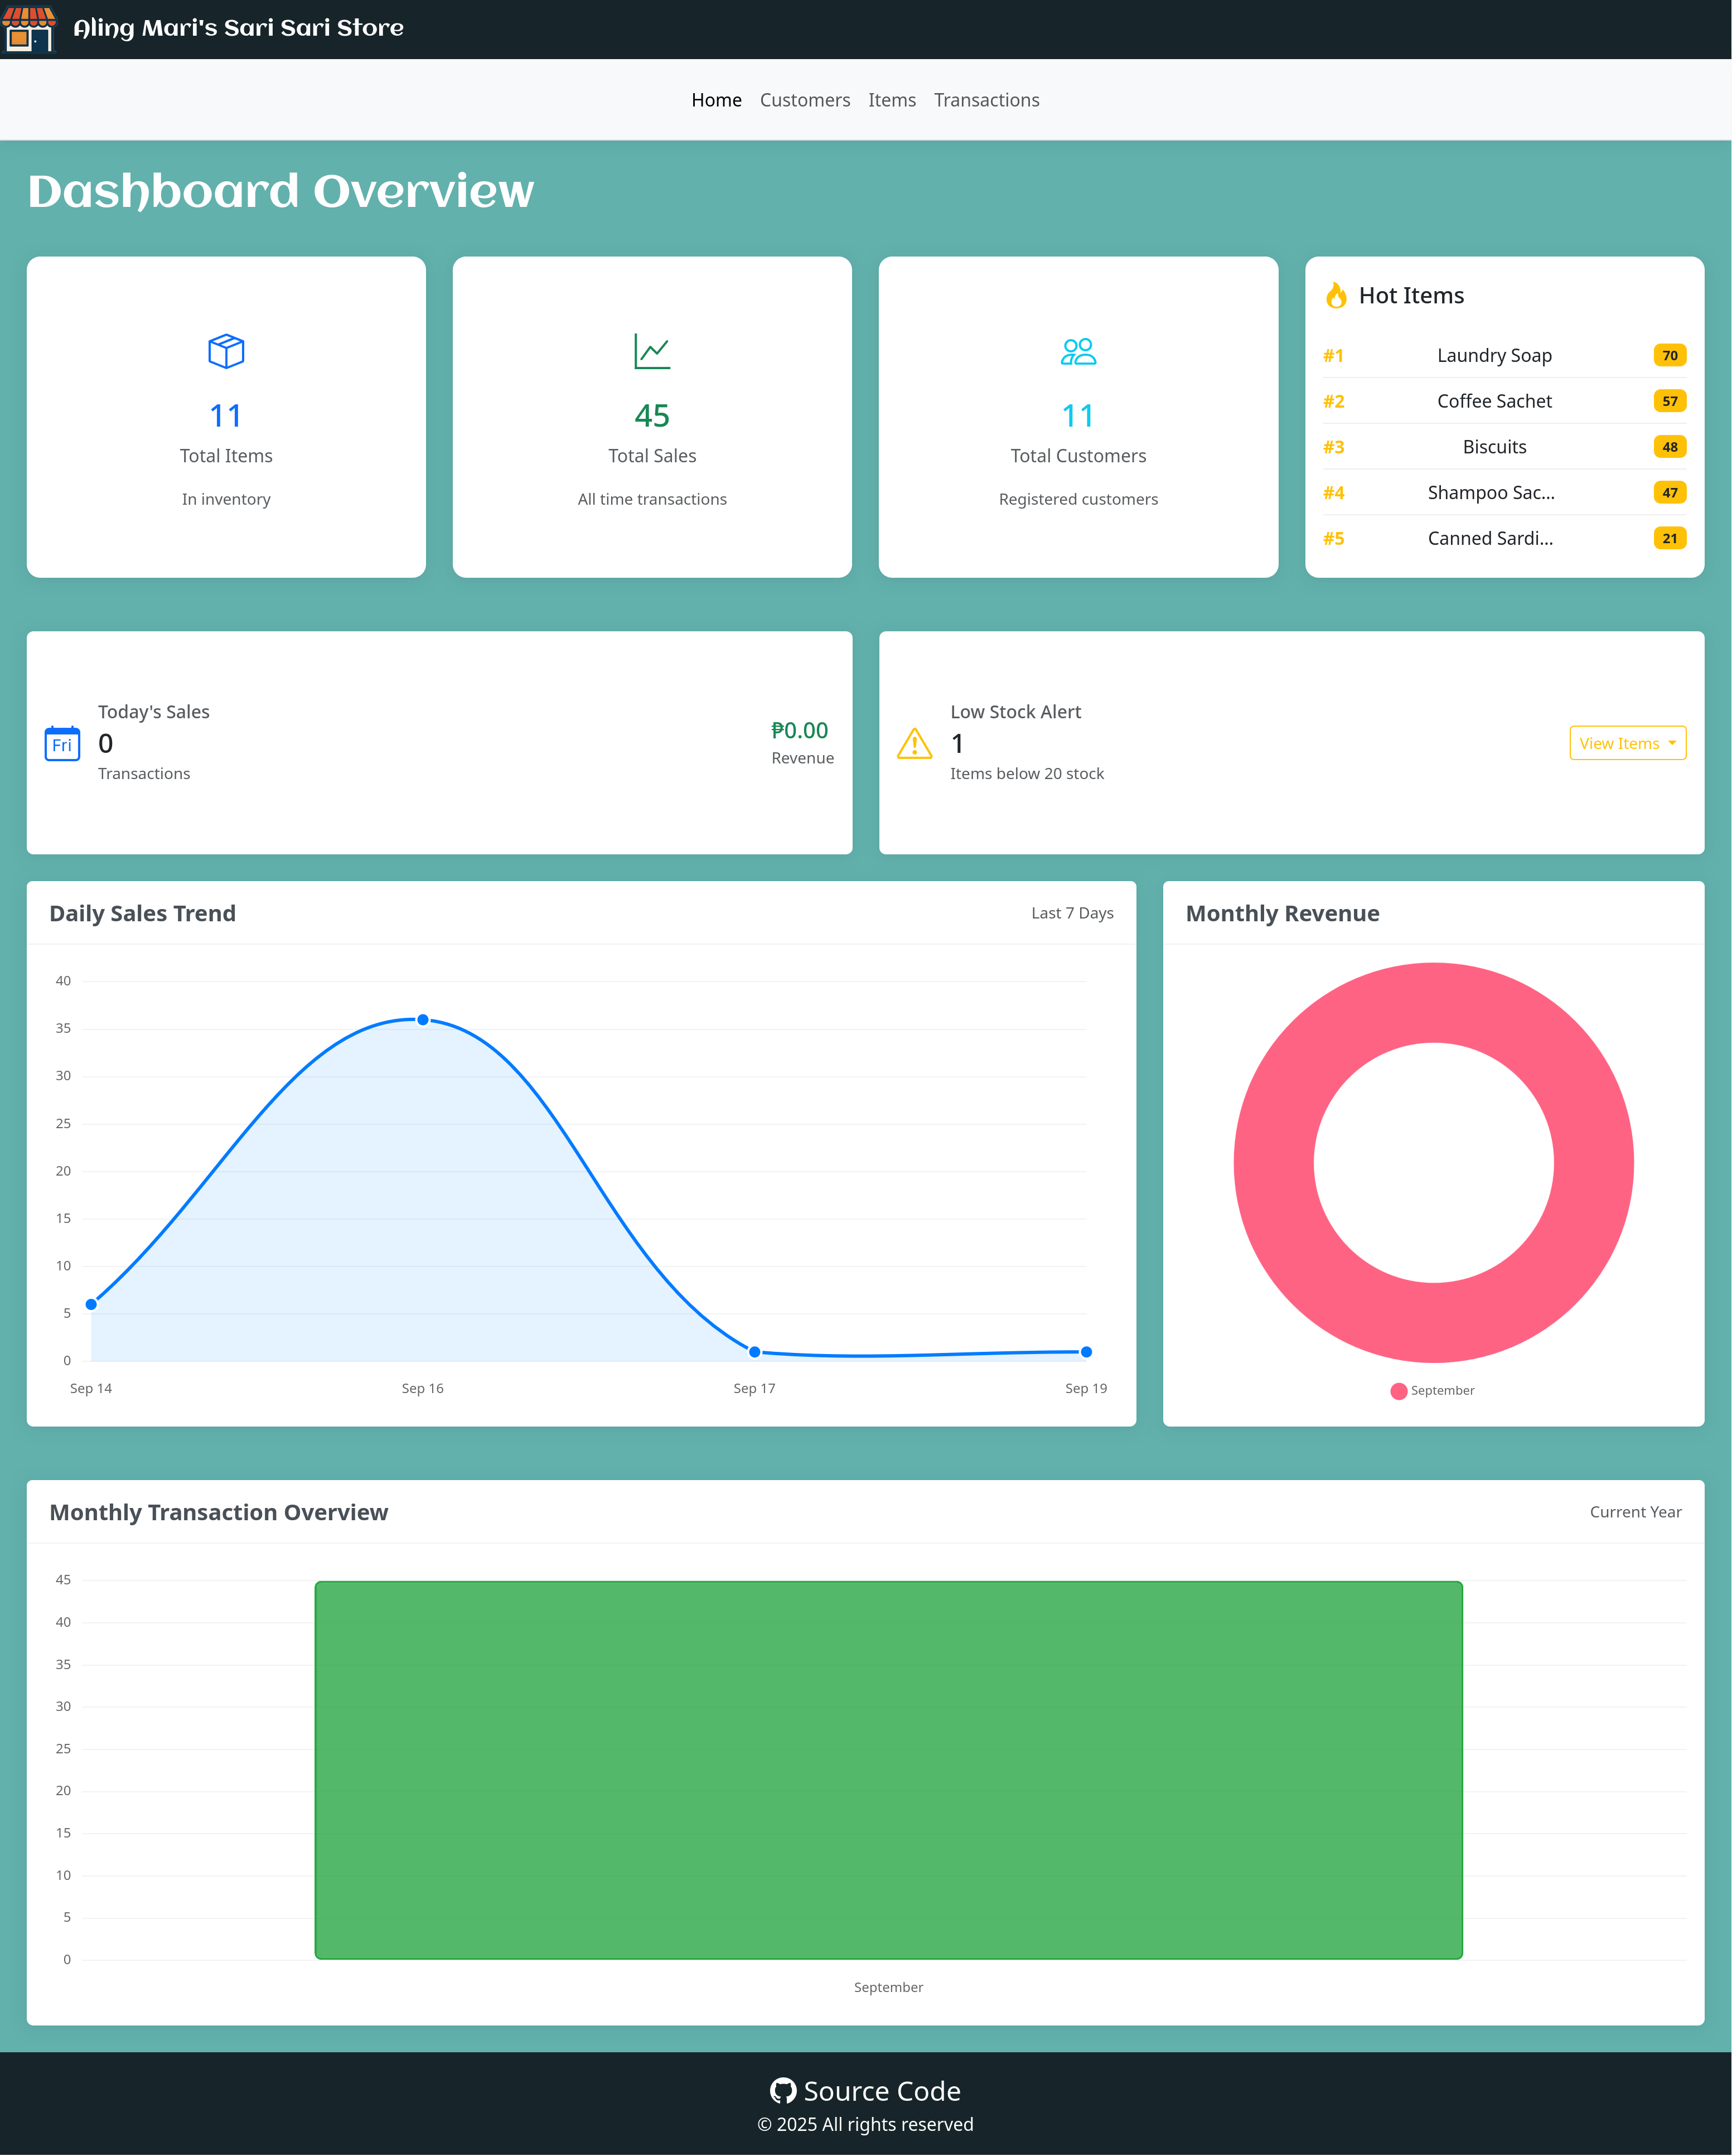 Aling Mari's Sari Sari Store
Home Customers Items Transactions
Dashboard Overview
11
Total Items
In inventory
45
Total Sales
All time transactions
11
Total Customers
Registered customers
Hot Items
#1 Laundry Soap 70
#2 Coffee Sachet 57
#3 Biscuits 48
#4 Shampoo Sac... 47
#5 Canned Sardi... 21
Fri
Today's Sales
0
Transactions
₱0.00
Revenue
Low Stock Alert
1
Items below 20 stock
View Items
Daily Sales Trend
Last 7 Days
40
35
30
25
20
15
10
5
0
Sep 14 Sep 16 Sep 17 Sep 19
Monthly Revenue
September
Monthly Transaction Overview
Current Year
45
40
35
30
25
20
15
10
5
0
September
Source Code
© 2025 All rights reserved